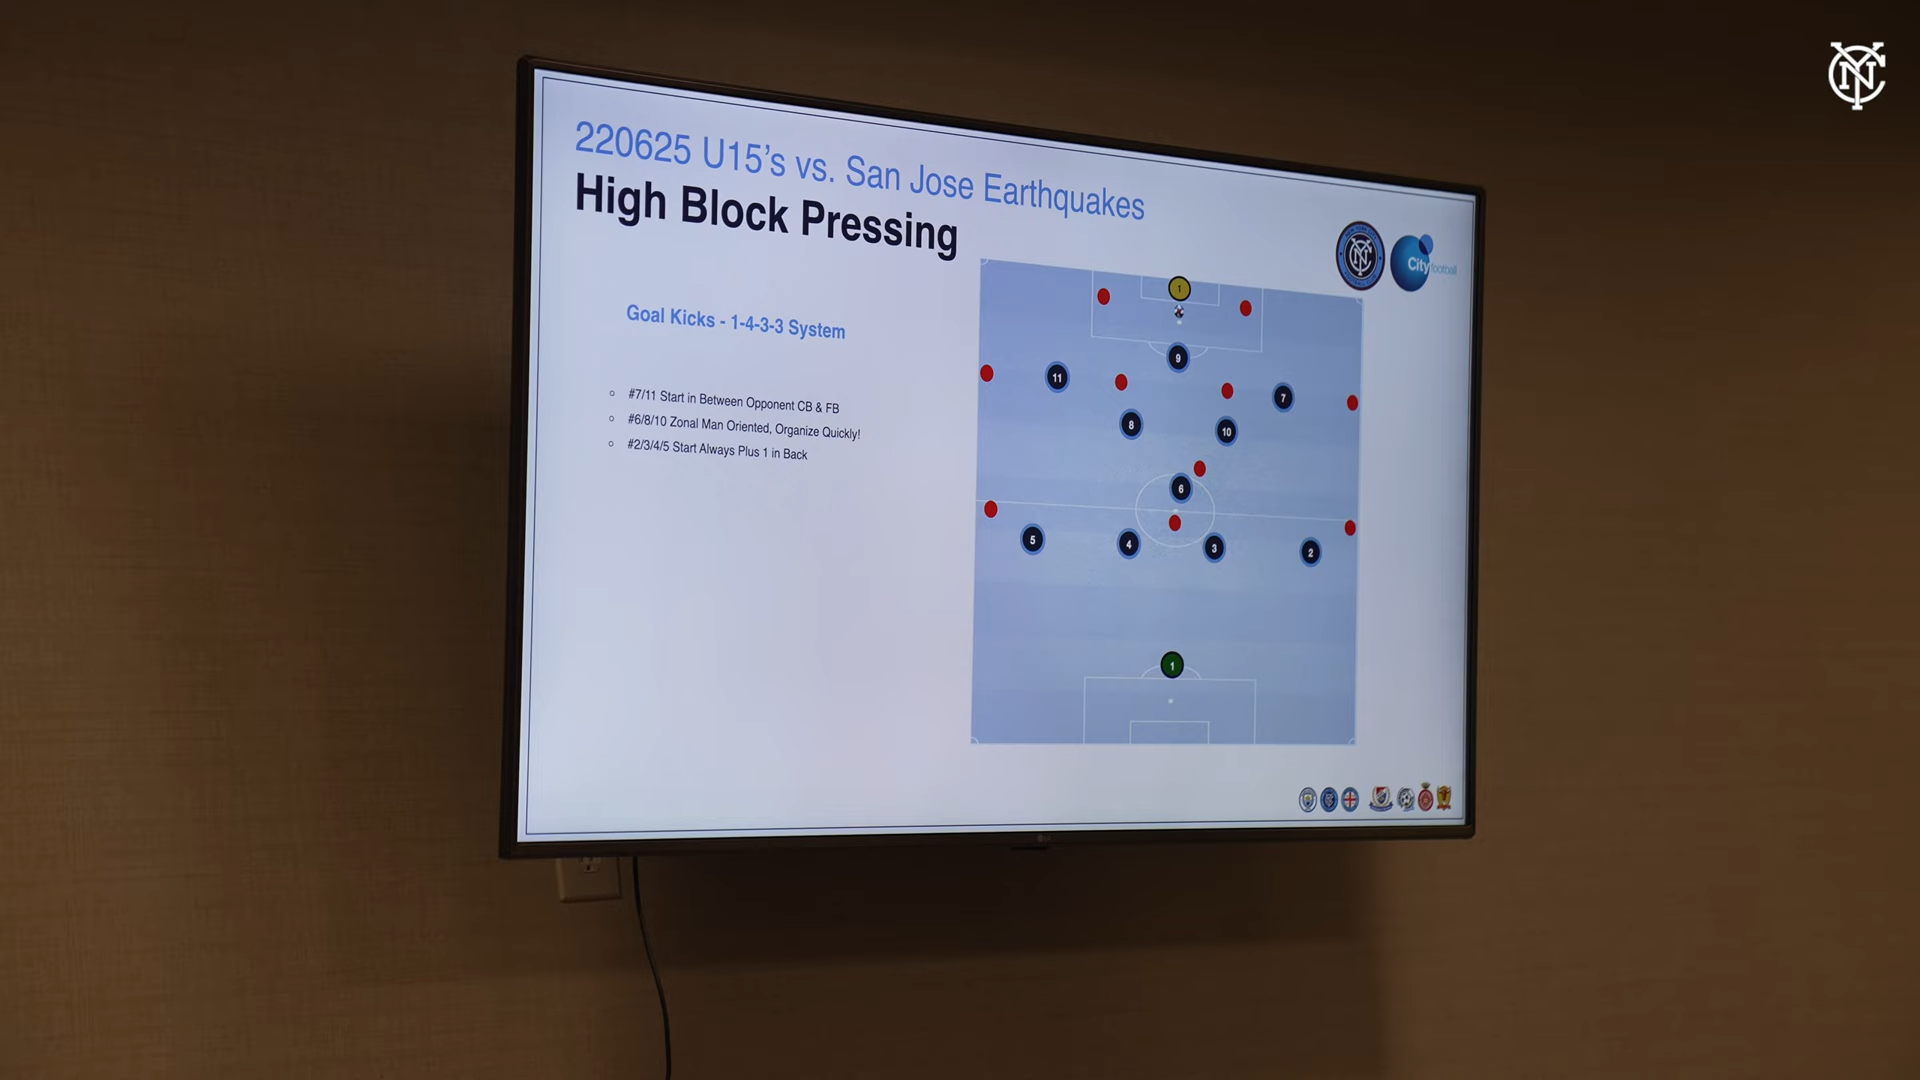 220625 U15's vs. San Jose Earthquakes
High Block Pressing
City football
Goal Kicks - 1-4-3-3 System
#7/11 Start in Between Opponent CB & FB
#6/8/10 Zonal Man Oriented, Organize Quickly!
#2/3/4/5 Start Always Plus 1 in Back
1
9
11
7
8
10
6
5
4
3
2
1
NYC